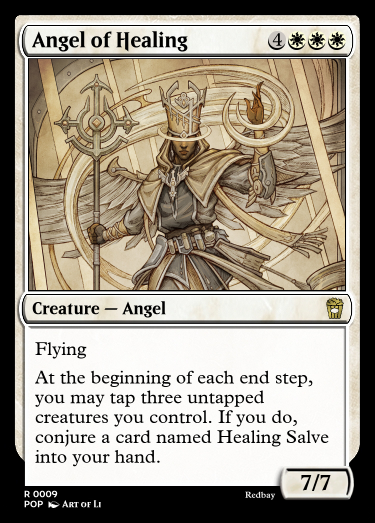 Angel of Healing 4
Creature — Angel
Flying
At the beginning of each end step,
you may tap three untapped
creatures you control. If you do,
conjure a card named Healing Salve
into your hand.
7/7
R 0009
POP Art of Li
Redbay